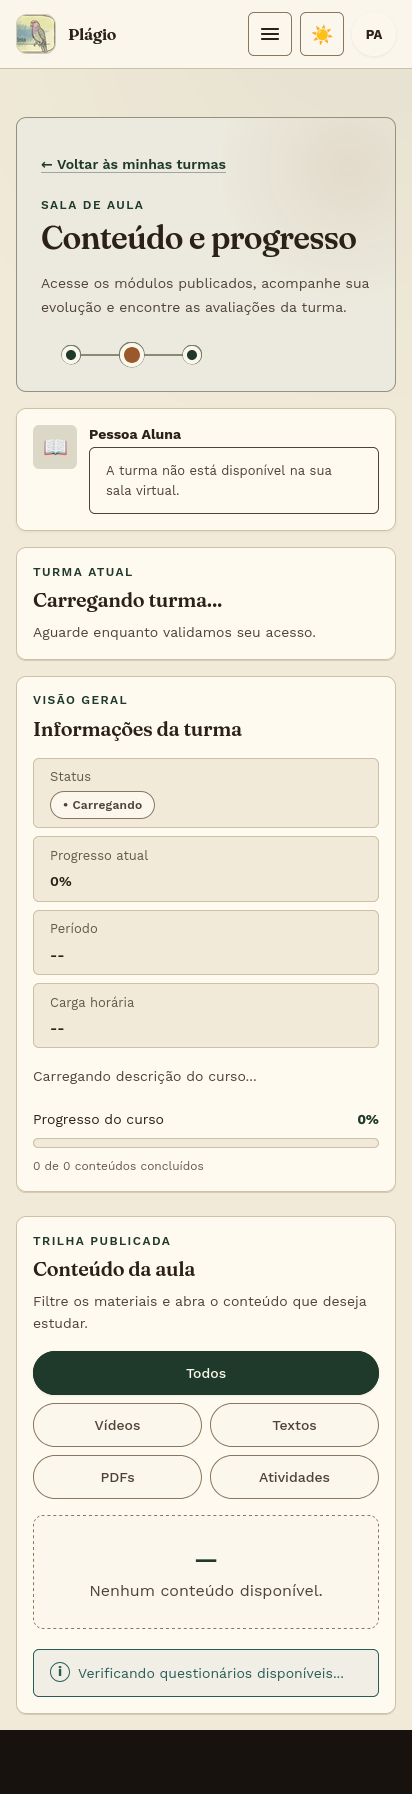 Plágio
PA
← Voltar às minhas turmas
SALA DE AULA
Conteúdo e progresso
Acesse os módulos publicados, acompanhe sua
evolução e encontre as avaliações da turma.
Pessoa Aluna
A turma não está disponível na sua
sala virtual.
TURMA ATUAL
Carregando turma...
Aguarde enquanto validamos seu acesso.
VISÃO GERAL
Informações da turma
Status
• Carregando
Progresso atual
0%
Período
--
Carga horária
--
Carregando descrição do curso...
Progresso do curso 0%
0 de 0 conteúdos concluídos
TRILHA PUBLICADA
Conteúdo da aula
Filtre os materiais e abra o conteúdo que deseja
estudar.
Todos
Vídeos Textos
PDFs Atividades
—
Nenhum conteúdo disponível.
i Verificando questionários disponíveis...